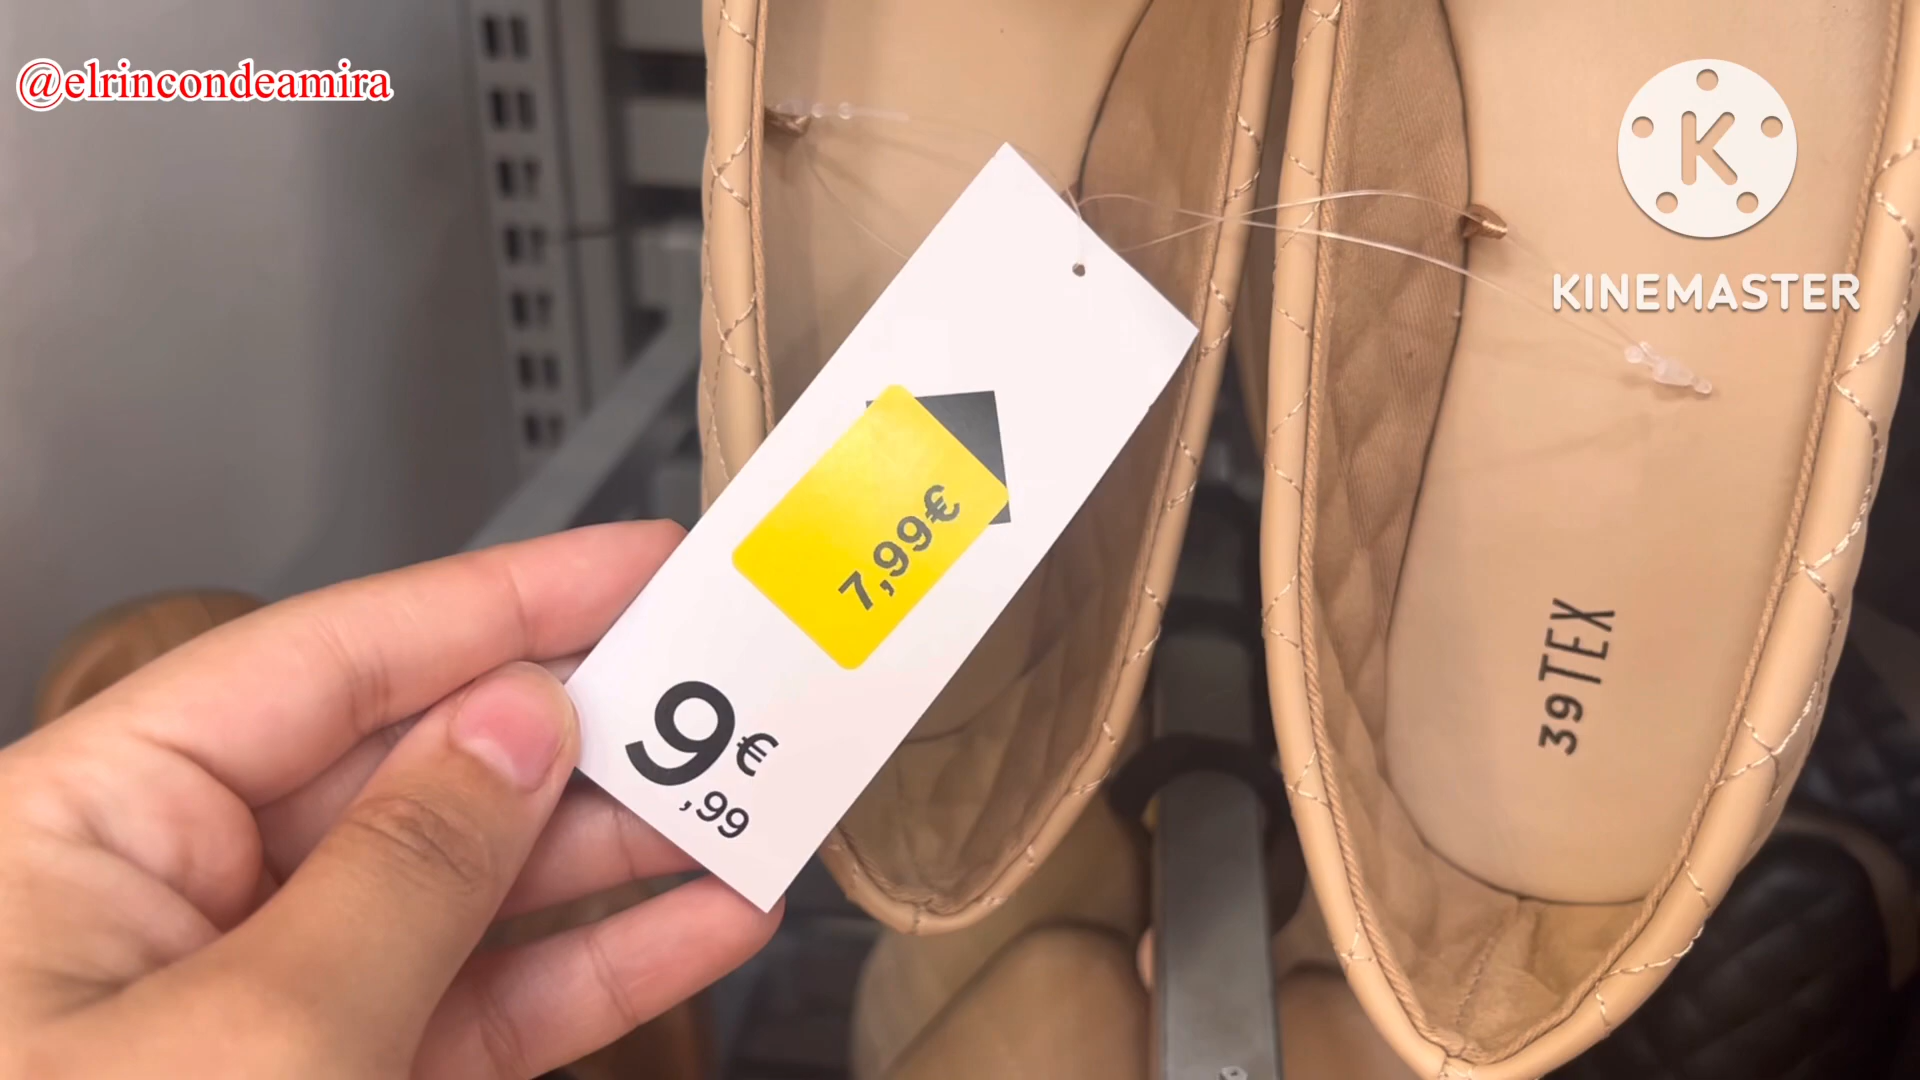 @elrincondeamira
K
KINEMASTER
7,99€
9€
,99
39TEX